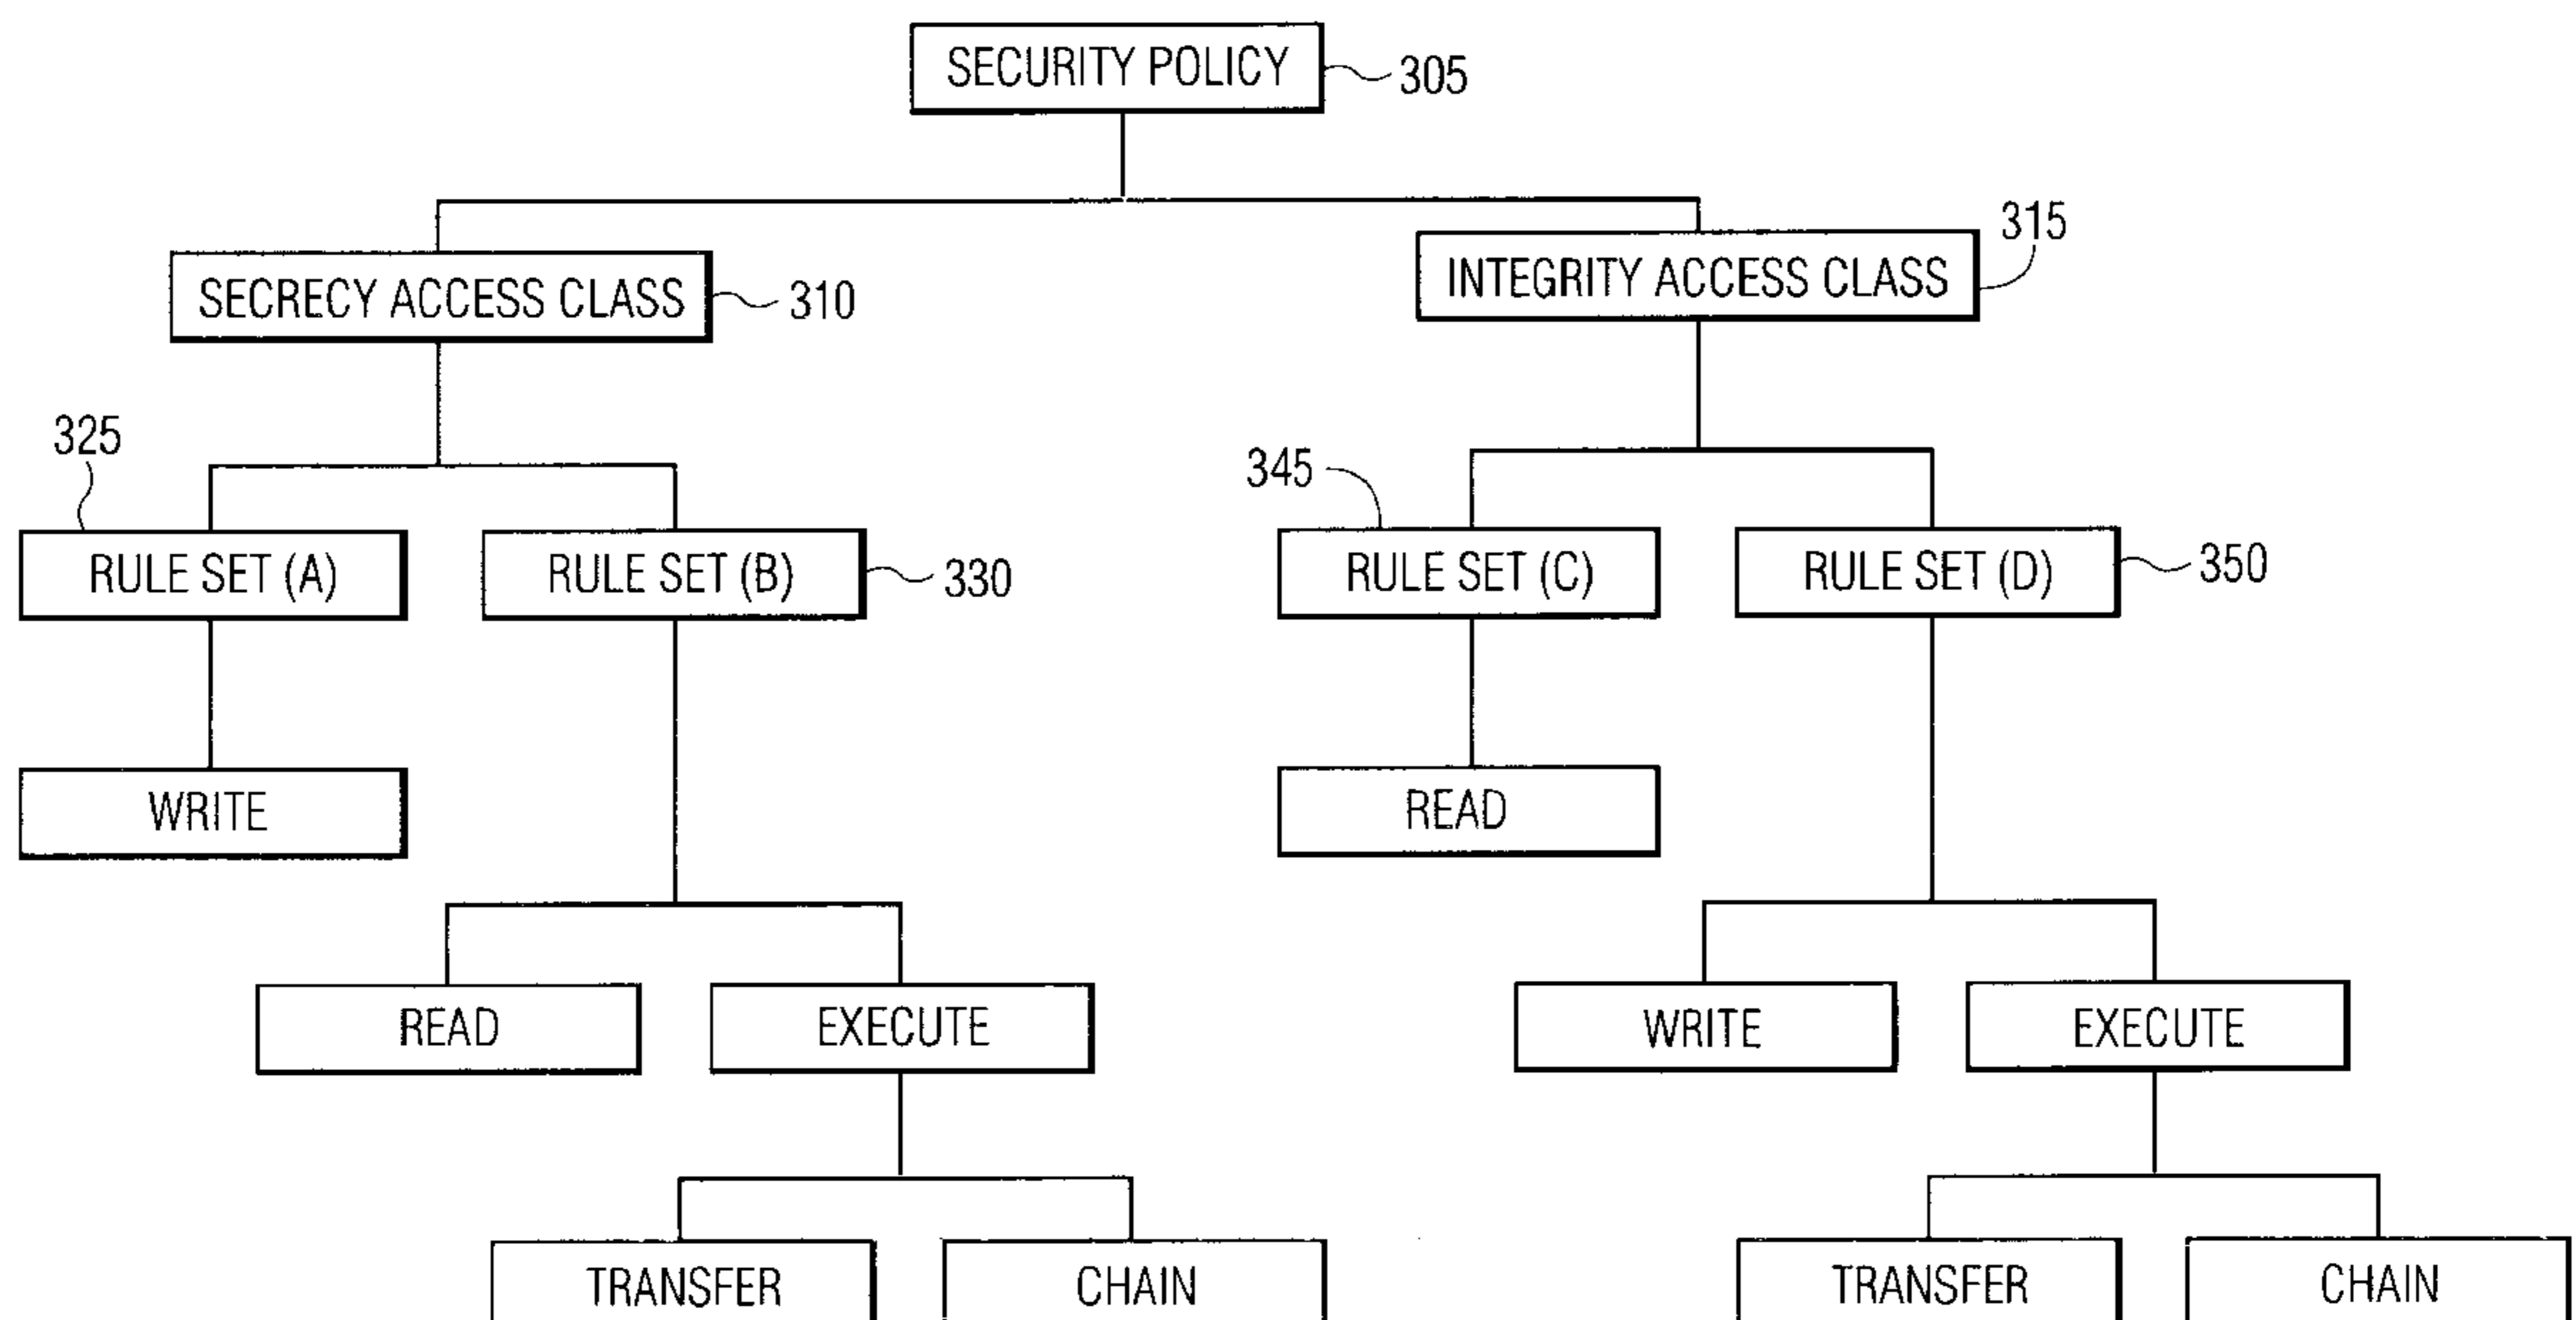 SECURITY POLICY
305
SECRECY ACCESS CLASS
310
INTEGRITY ACCESS CLASS
315
325
RULE SET (A)
RULE SET (B)
330
345
RULE SET (C)
RULE SET (D)
350
WRITE
READ
READ
EXECUTE
WRITE
EXECUTE
TRANSFER
CHAIN
TRANSFER
CHAIN